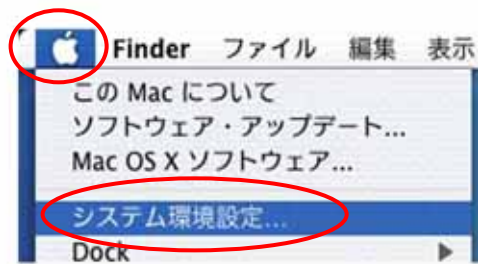 Finder ファイル 編集 表示
この Mac について
ソフトウェア・アップデート...
Mac OS X ソフトウェア...
システム環境設定...
Dock